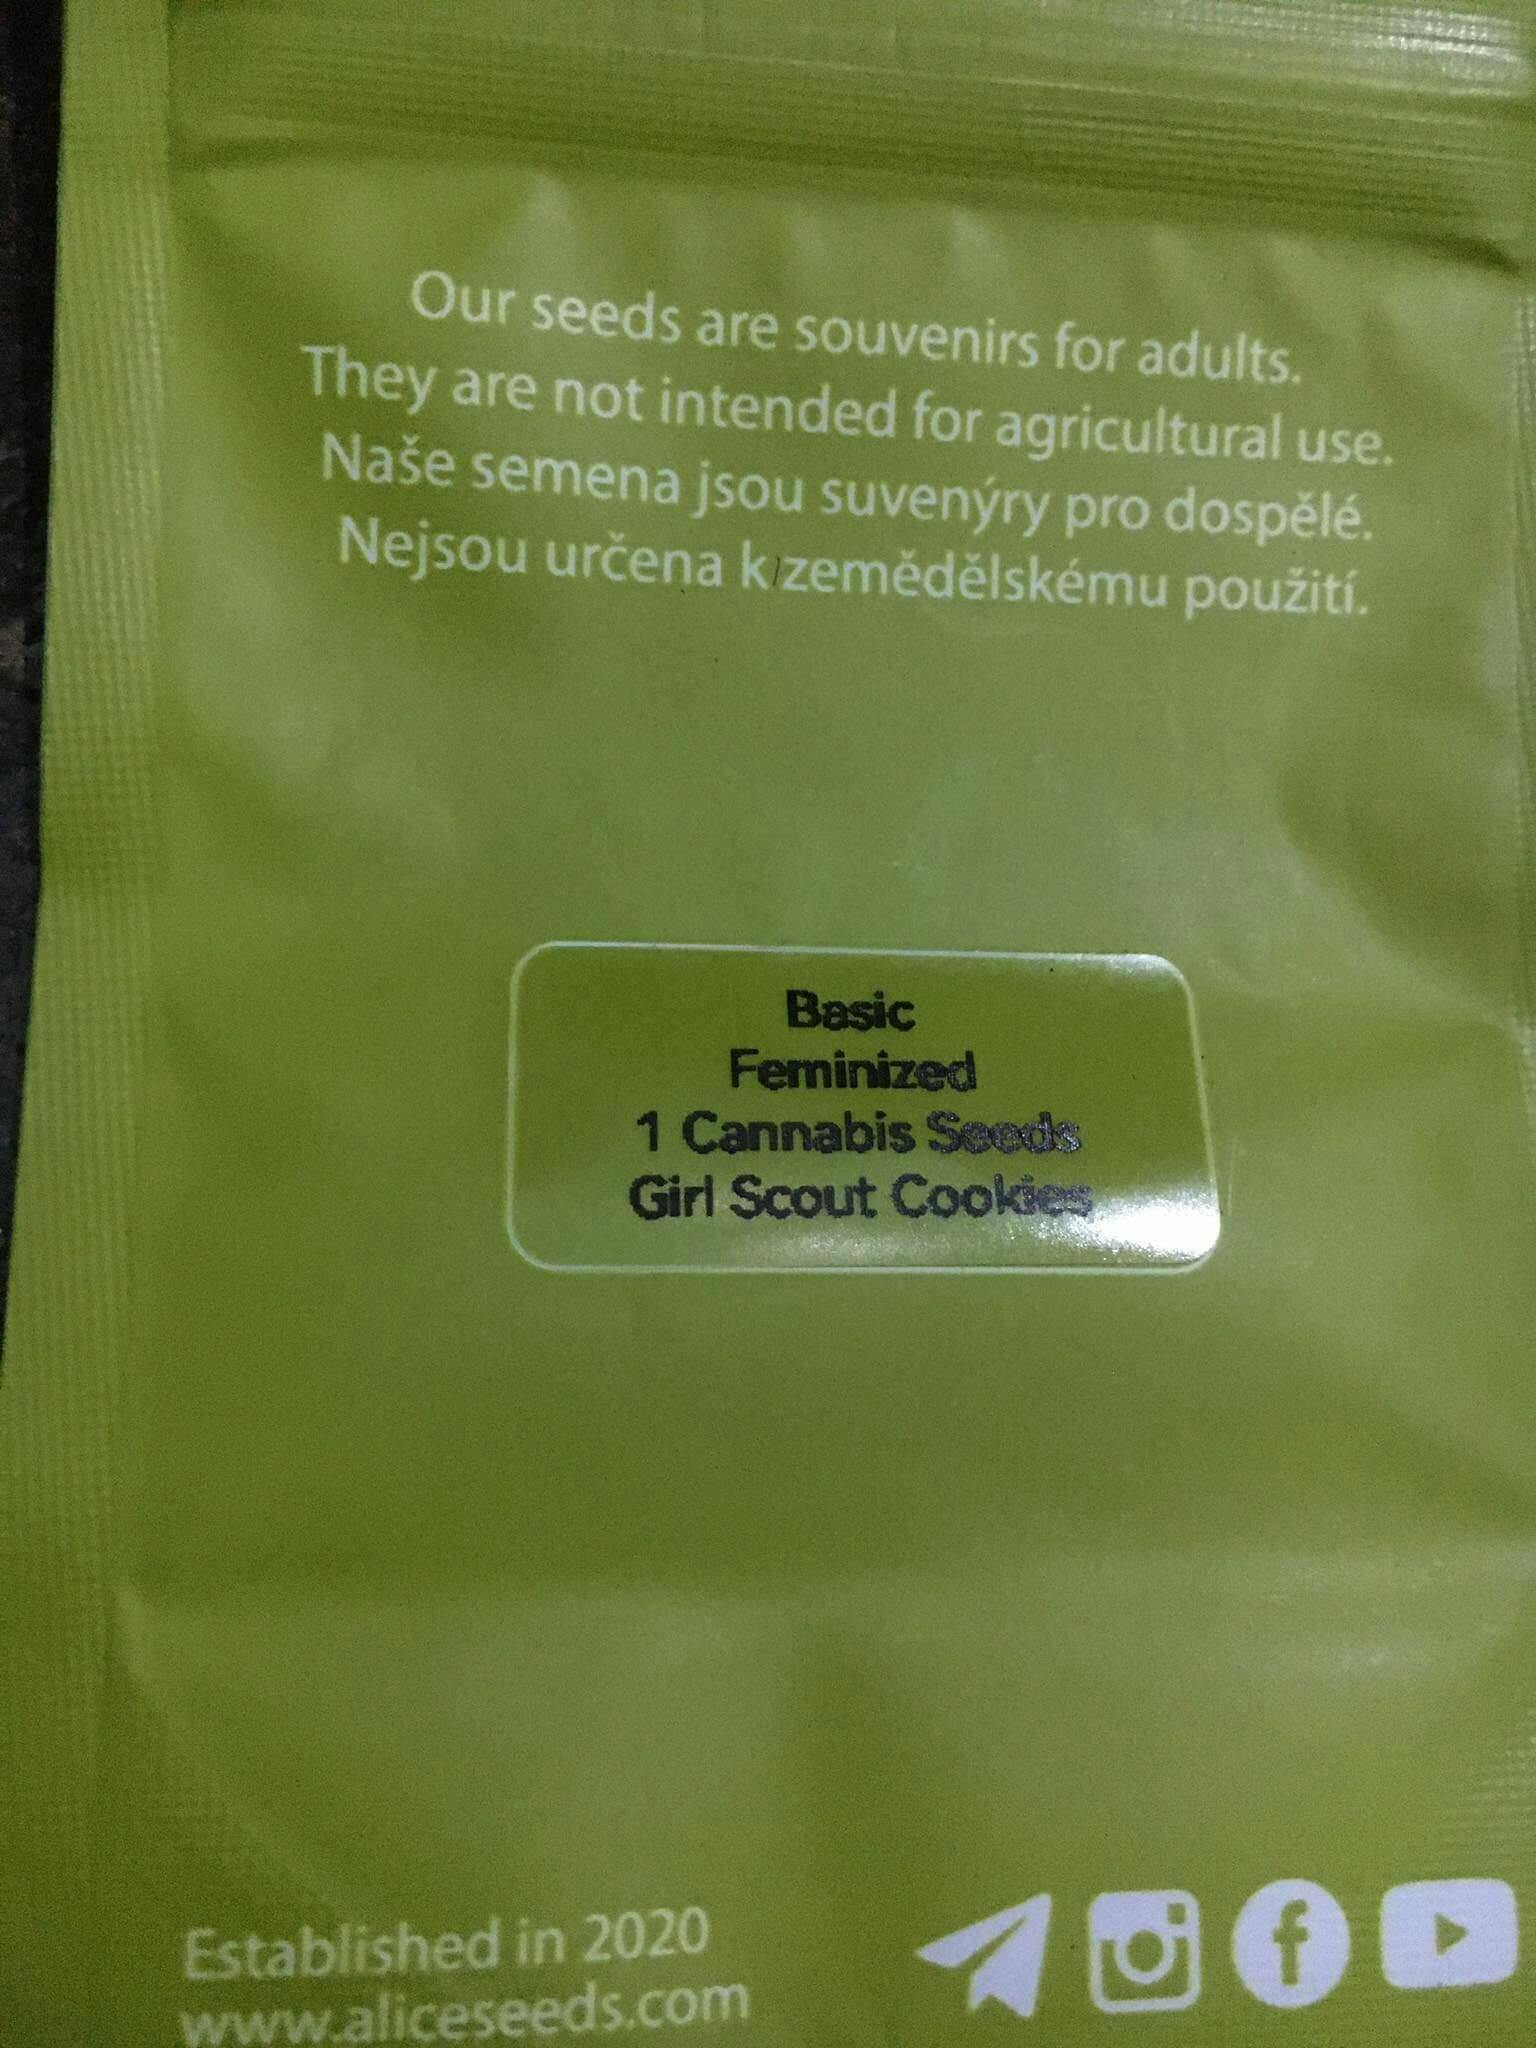 Our seeds are souvenirs for adults.
They are not intended for agricultural use.
Naše semena jsou suvenýry pro dospělé.
Nejsou určena k zemědělskému použití.
Basic
Feminized
1 Cannabis Seeds
Girl Scout Cookies
Established in 2020
www.aliceseeds.com